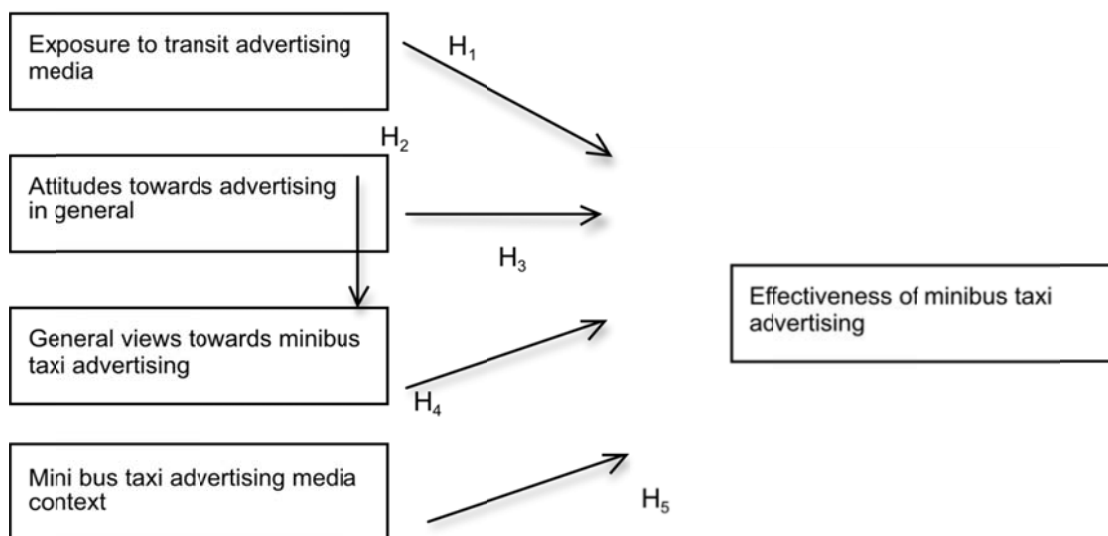 Exposure to transit advertising
media
H₁
H₂
Attitudes towards advertising
in general
H₃
Effectiveness of minibus taxi
advertising
General views towards minibus
taxi advertising
H₄
Mini bus taxi advertising media
context
H₅